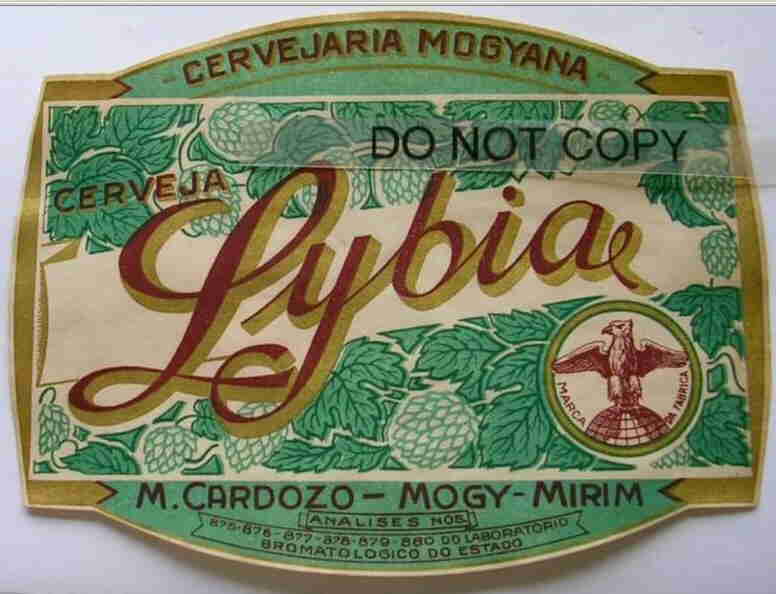 CERVEJARIA MOGYANA
DO NOT COPY
CERVEJA
Lybia
MARCA DA FABRICA
M. CARDOZO - MOGY-MIRIM
ANALISES NOS.
875-876-877-878-879-880 DO LABORATORIO
BROMATOLOGICO DO ESTADO